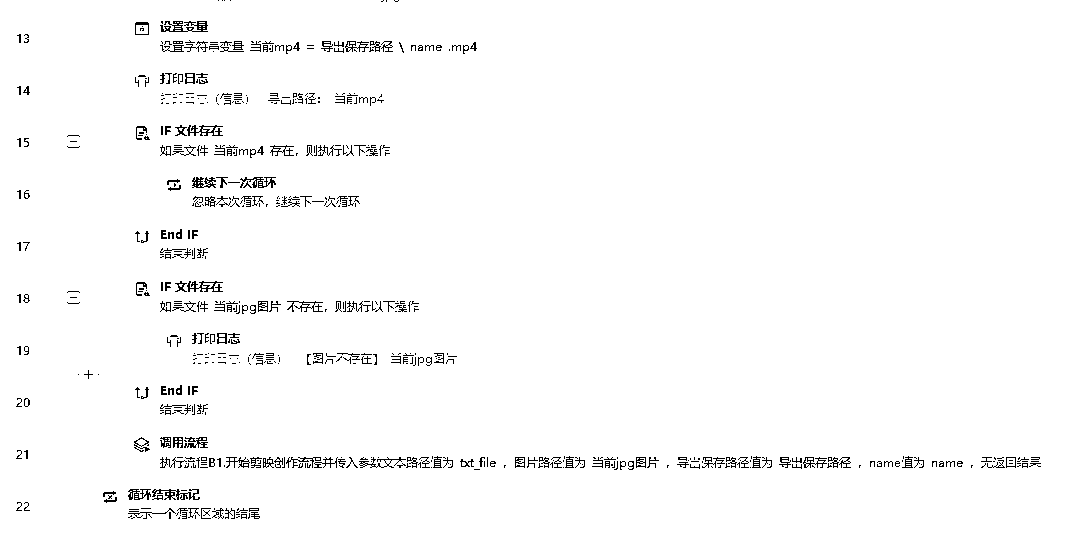 13
设置变量
设置字符串变量 当前mp4 = 导出保存路径 \ name .mp4
14
打印日志
打印日志（信息） 导出路径： 当前mp4
15
IF 文件存在
如果文件 当前mp4 存在，则执行以下操作
16
继续下一次循环
忽略本次循环，继续下一次循环
17
End IF
结束判断
18
IF 文件存在
如果文件 当前jpg图片 不存在，则执行以下操作
19
打印日志
打印日志（信息） 【图片不存在】 当前jpg图片
20
End IF
结束判断
21
调用流程
执行流程B1.开始剪映创作流程并传入参数文本路径值为 txt_file ，图片路径值为 当前jpg图片 ，导出保存路径值为 导出保存路径 ，name值为 name ，无返回结果
22
循环结束标记
表示一个循环区域的结尾